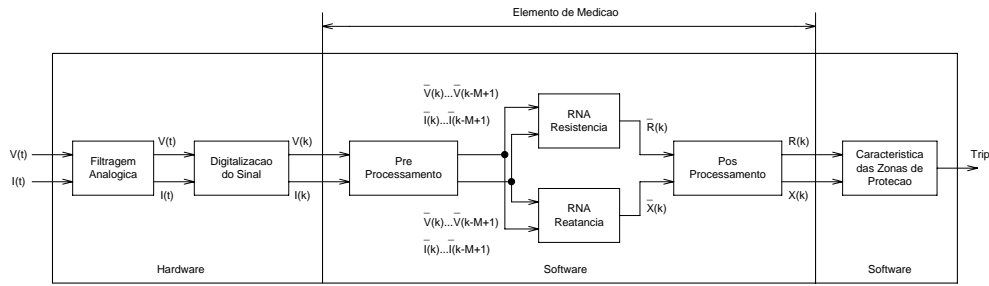 Elemento de Medicao
V(t)
I(t)
Filtragem
Analogica
V(t)
I(t)
Digitalizacao
do Sinal
V(k)
I(k)
Pre
Processamento
V̅(k)...V̅(k-M+1)
I̅(k)...I̅(k-M+1)
RNA
Resistencia
R̅(k)
V̅(k)...V̅(k-M+1)
I̅(k)...I̅(k-M+1)
RNA
Reatancia
X̅(k)
Pos
Processamento
R(k)
X(k)
Caracteristica
das Zonas de
Protecao
Trip
Hardware
Software
Software